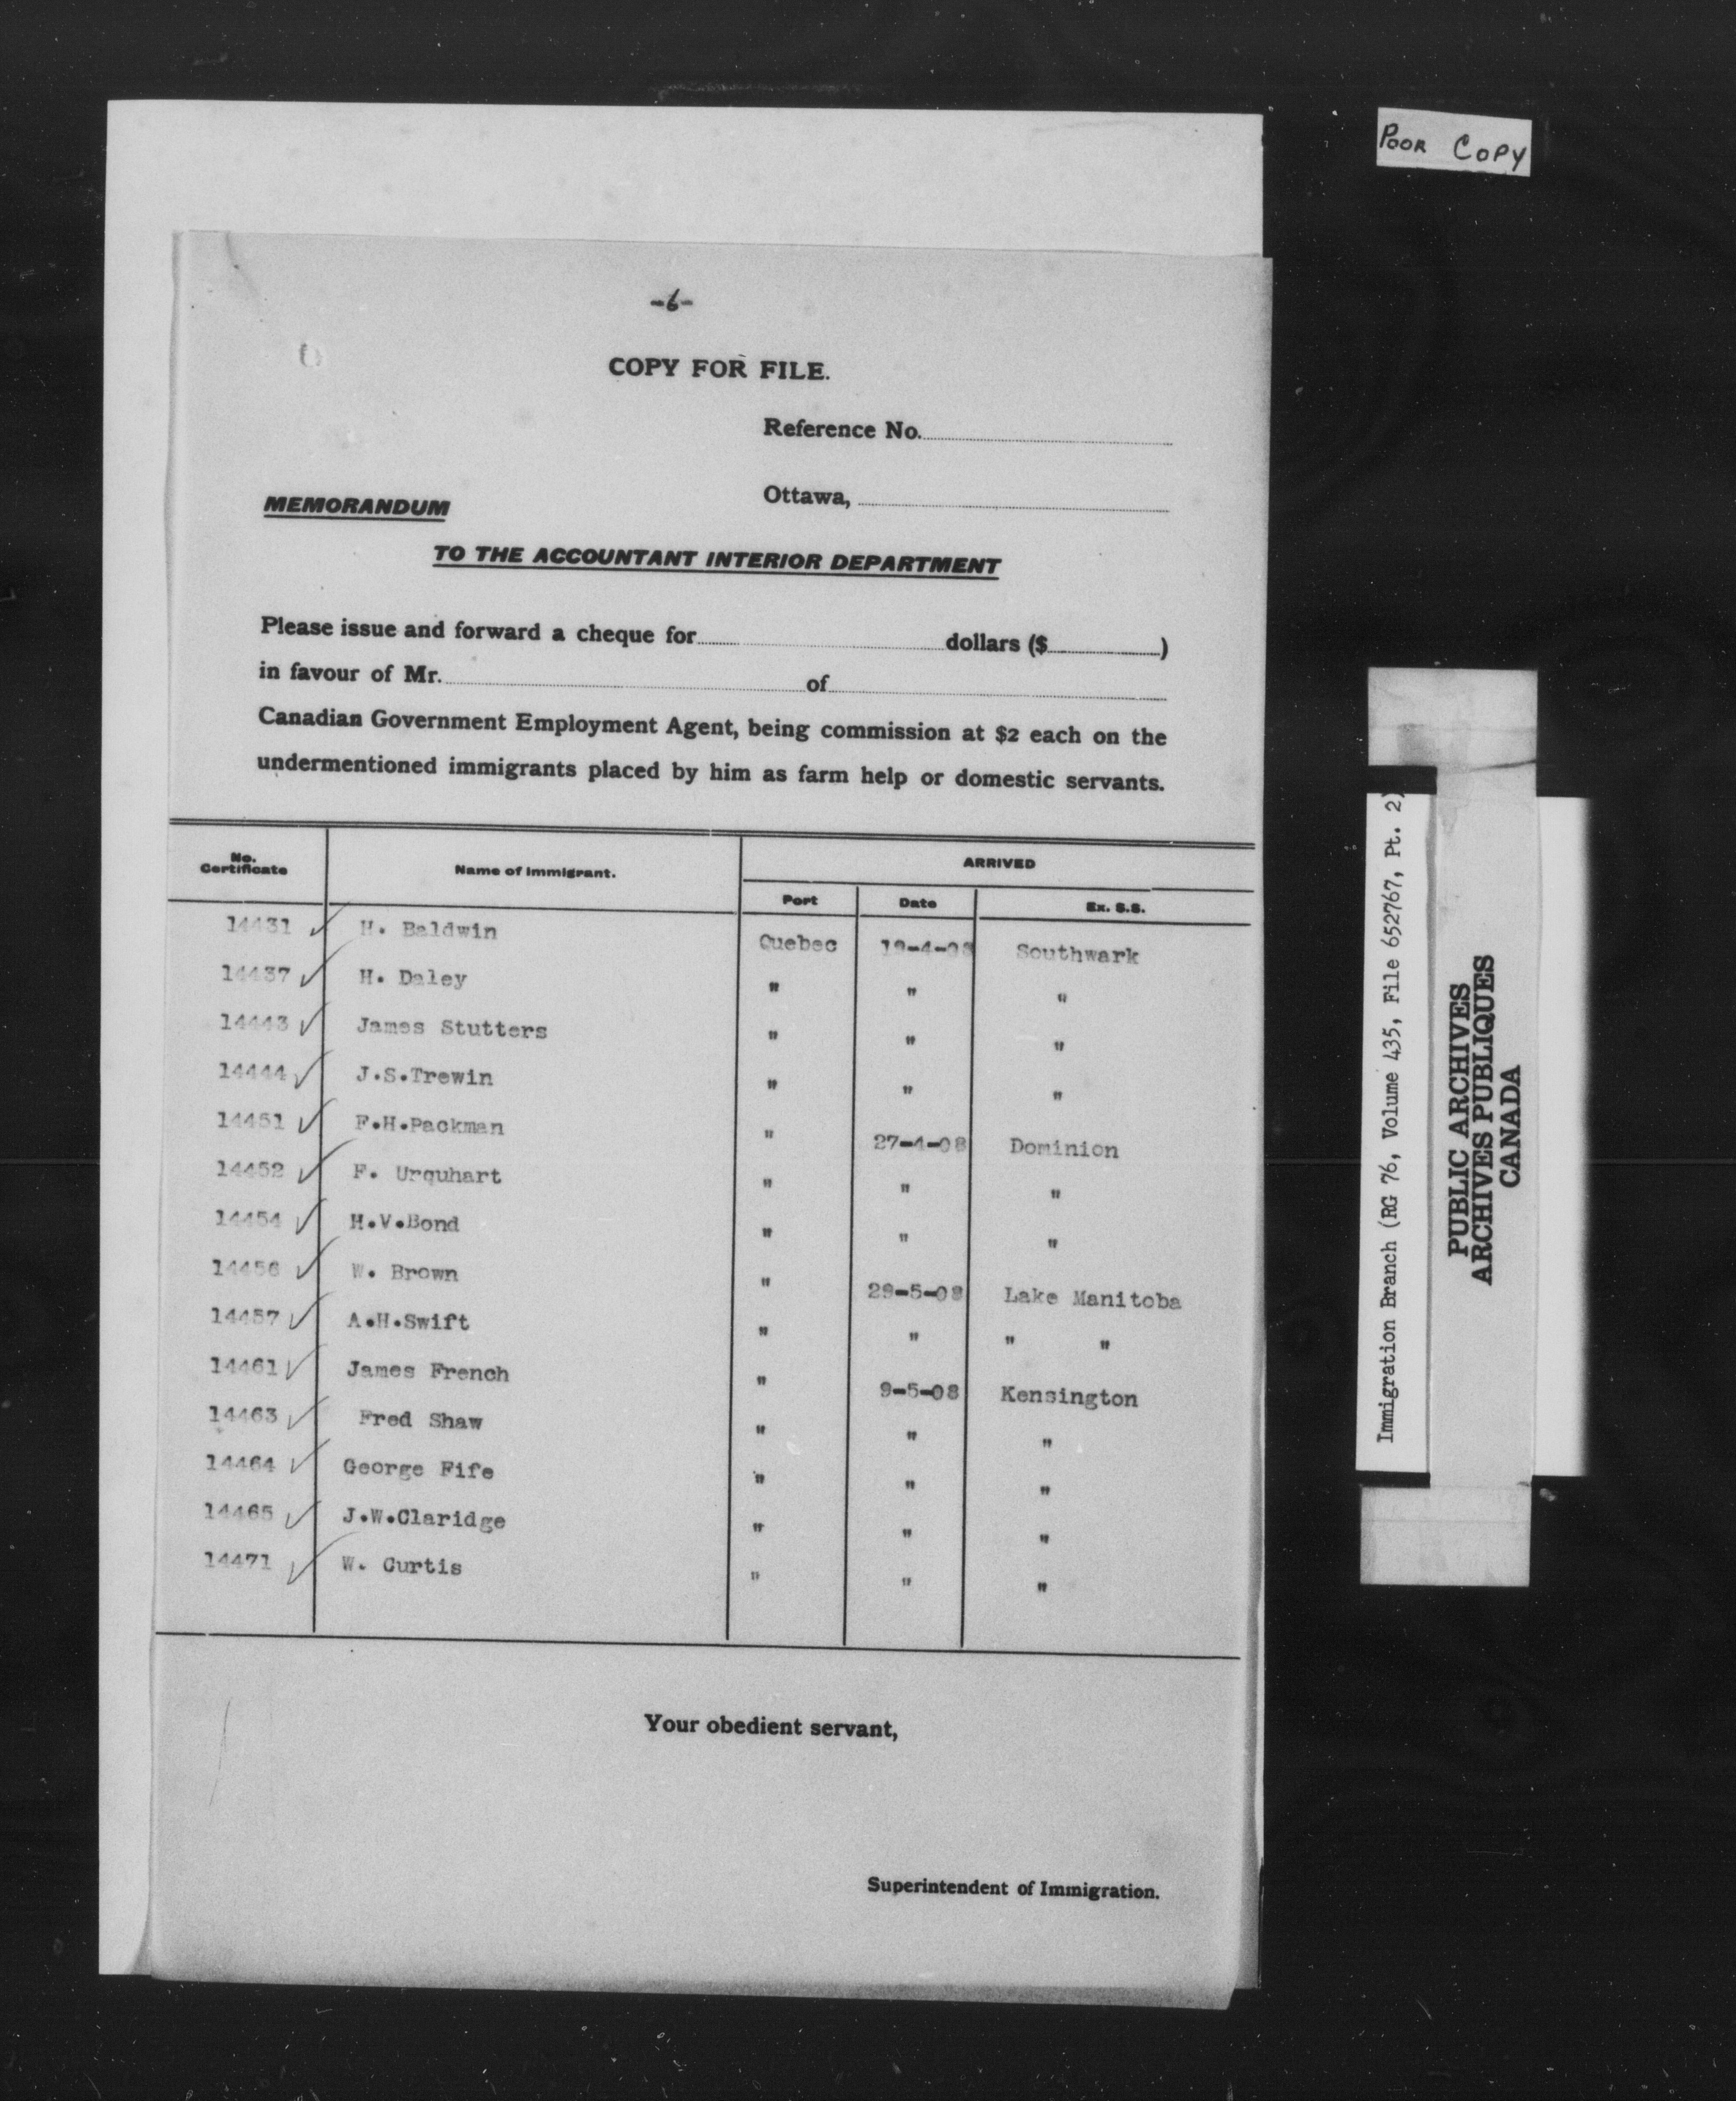 -6-
COPY FOR FILE.
Reference No.
Ottawa,
MEMORANDUM
TO THE ACCOUNTANT INTERIOR DEPARTMENT
Please issue and forward a cheque for dollars ($ )
in favour of Mr. of
Canadian Government Employment Agent, being commission at $2 each on the
undermentioned immigrants placed by him as farm help or domestic servants.
No. Certificate Name of Immigrant. ARRIVED
Port Date Ex. S.S.
14431 H. Baldwin Quebec 19-4-08 Southwark
14437 H. Daley " " "
14443 James Stutters " " "
14444 J.S.Trewin " " "
14451 F.H.Packman " 27-4-08 Dominion
14452 F. Urquhart " " "
14454 H.V.Bond " " "
14456 W. Brown " 29-5-08 Lake Manitoba
14457 A.H.Swift " " " "
14461 James French " 9-5-08 Kensington
14463 Fred Shaw " " "
14464 George Fife " " "
14465 J.W.Claridge " " "
14471 W. Curtis " " "
Your obedient servant,
Superintendent of Immigration.
POOR COPY
Immigration Branch (RG 76, Volume 435, File 652767, Pt. 2)
PUBLIC ARCHIVES
ARCHIVES PUBLIQUES
CANADA